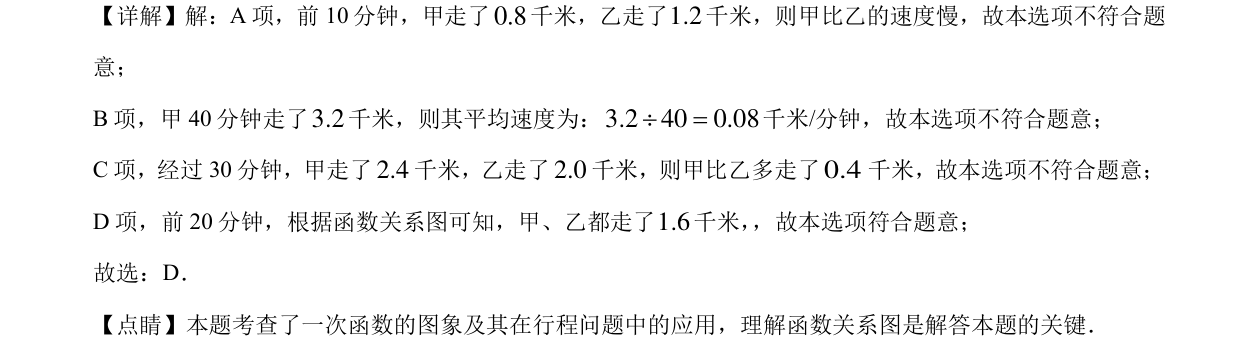 【详解】解：A 项，前 10 分钟，甲走了0.8千米，乙走了1.2千米，则甲比乙的速度慢，故本选项不符合题
意；
B 项，甲 40 分钟走了3.2千米，则其平均速度为：3.2÷40＝0.08千米/分钟，故本选项不符合题意；
C 项，经过 30 分钟，甲走了 2.4 千米，乙走了 2.0 千米，则甲比乙多走了 0.4 千米，故本选项不符合题意；
D 项，前 20 分钟，根据函数关系图可知，甲、乙都走了1.6千米，，故本选项符合题意；
故选：D．
【点睛】本题考查了一次函数的图象及其在行程问题中的应用，理解函数关系图是解答本题的关键．